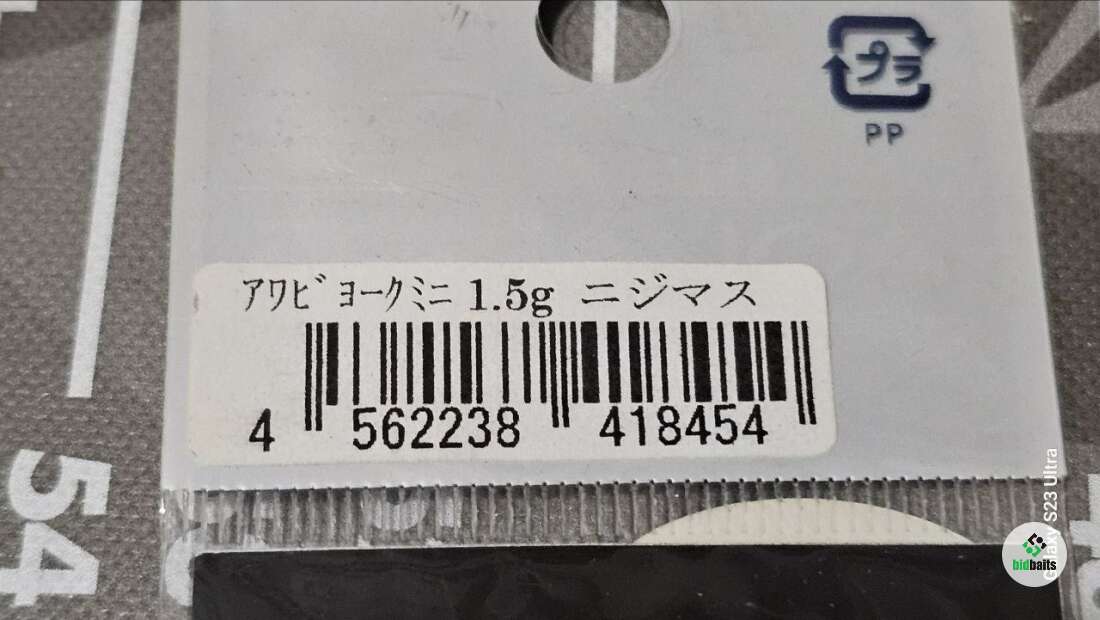 プラ
PP
アワビヨークミニ 1.5g ニジマス
4 562238 418454
54
Galaxy S23 Ultra
bidbaits